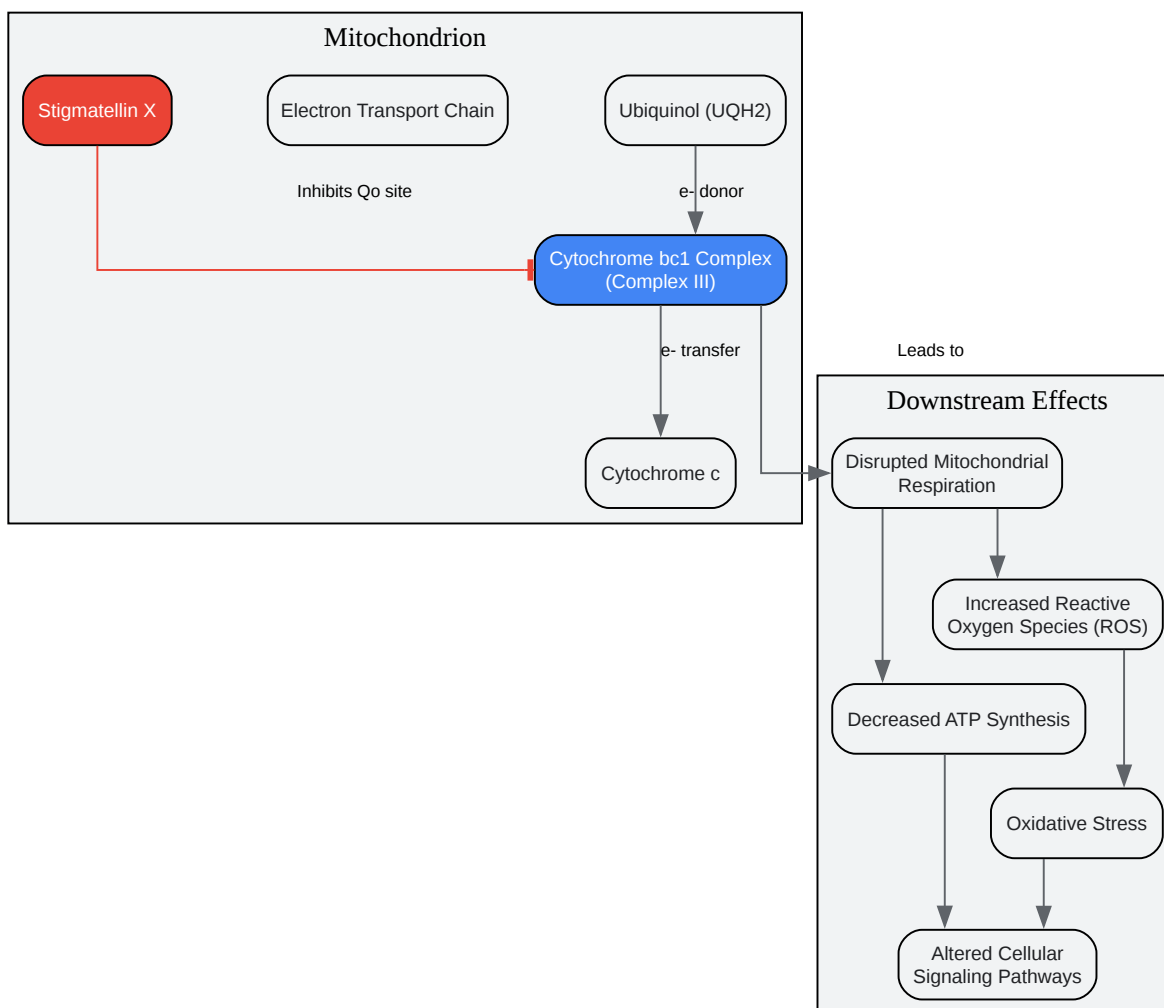 Mitochondrion
Stigmatellin X
Electron Transport Chain
Ubiquinol (UQH2)
Inhibits Qo site
e- donor
Cytochrome bc1 Complex
(Complex III)
e- transfer
Leads to
Cytochrome c
Downstream Effects
Disrupted Mitochondrial
Respiration
Increased Reactive
Oxygen Species (ROS)
Decreased ATP Synthesis
Oxidative Stress
Altered Cellular
Signaling Pathways